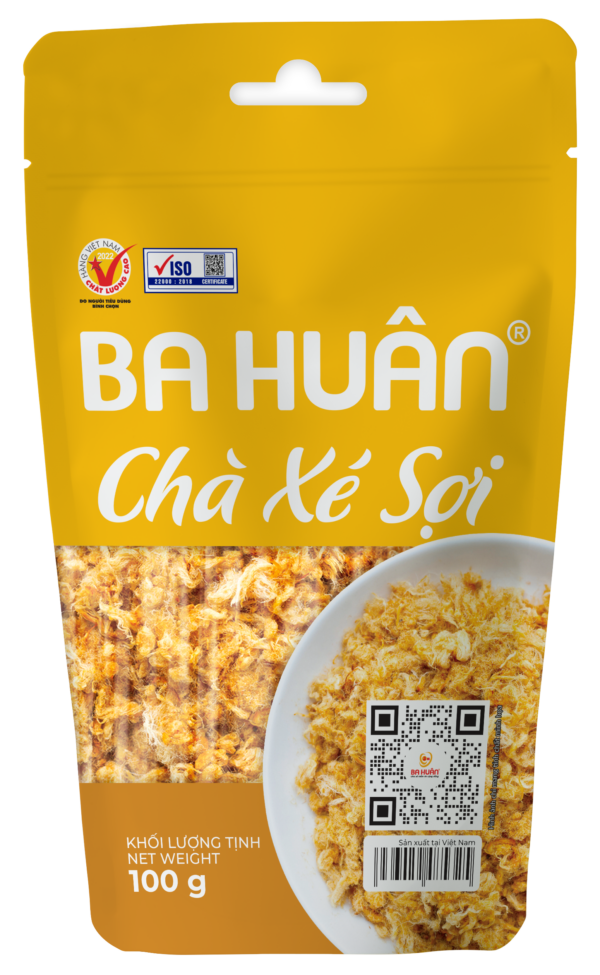 HÀNG VIỆT NAM
2022
CHẤT LƯỢNG CAO
DO NGƯỜI TIÊU DÙNG
BÌNH CHỌN
ISO
22000 : 2018 CERTIFICATE
BA HUÂN®
Chà Xé Sợi
BA HUÂN
Sản xuất tại Việt Nam
KHỐI LƯỢNG TỊNH
NET WEIGHT
100 g